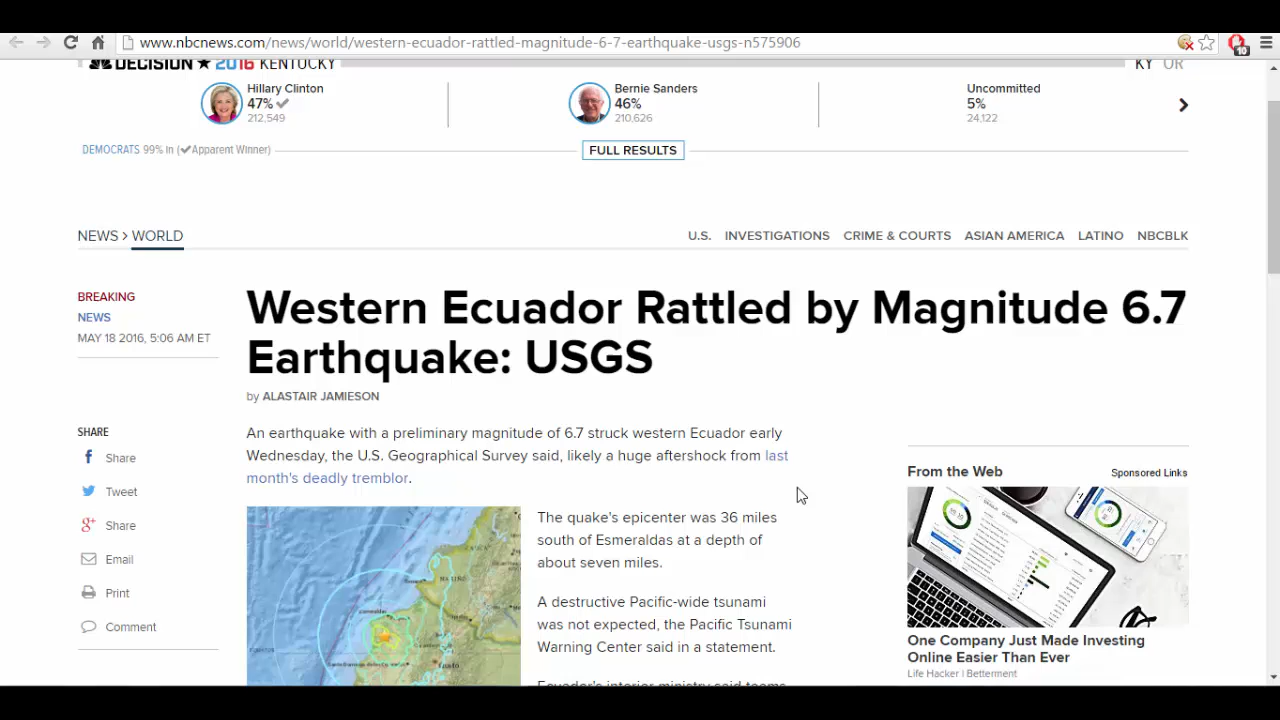 www.nbcnews.com/news/world/western-ecuador-rattled-magnitude-6-7-earthquake-usgs-n575906
10
DECISION ★ 2016 KENTUCKY
KY OR
Hillary Clinton
47% ✔
212,549
Bernie Sanders
46%
210,626
Uncommitted
5%
24,122
DEMOCRATS 99% In (✔Apparent Winner)
FULL RESULTS
NEWS > WORLD
U.S. INVESTIGATIONS CRIME & COURTS ASIAN AMERICA LATINO NBCBLK
BREAKING
NEWS
MAY 18 2016, 5:06 AM ET
Western Ecuador Rattled by Magnitude 6.7
Earthquake: USGS
by ALASTAIR JAMIESON
SHARE
Share
Tweet
Share
Email
Print
Comment
An earthquake with a preliminary magnitude of 6.7 struck western Ecuador early
Wednesday, the U.S. Geological Survey said, likely a huge aftershock from last
month's deadly tremblor.
The quake's epicenter was 36 miles
south of Esmeraldas at a depth of
about seven miles.
A destructive Pacific-wide tsunami
was not expected, the Pacific Tsunami
Warning Center said in a statement.
Ecuador's interior ministry said teams
From the Web
Sponsored Links
One Company Just Made Investing
Online Easier Than Ever
Life Hacker | Betterment